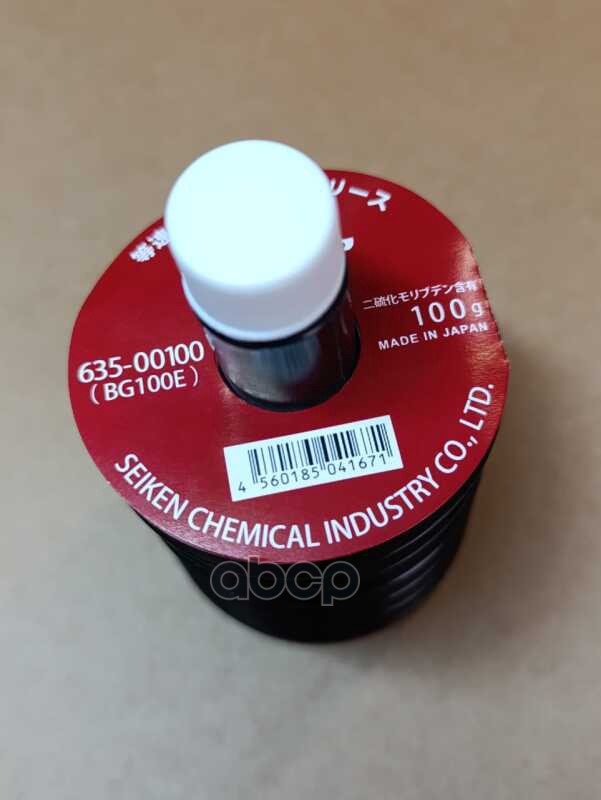 リース
二硫化モリブデン含有
100g
MADE IN JAPAN
635-00100
(BG100E)
4 560185 041671
SEIKEN CHEMICAL INDUSTRY CO., LTD.
abcp